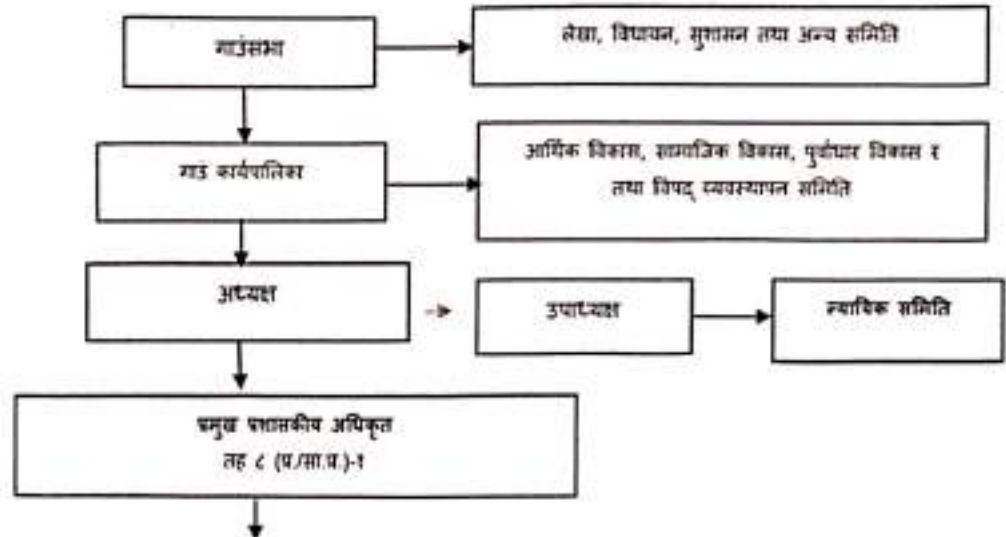 गाउंसभा
लेखा, विधायन, सुशासन तथा अन्य समिति
गाउं कार्यपालिका
आर्थिक विकास, सामाजिक विकास, पुर्वाधार विकास र
तथा विपद् व्यवस्थापन समिति
अध्यक्ष
उपाध्यक्ष
न्यायिक समिति
प्रमुख प्रशासकीय अधिकृत
तह ८ (प्र./सा.प्र.)-१